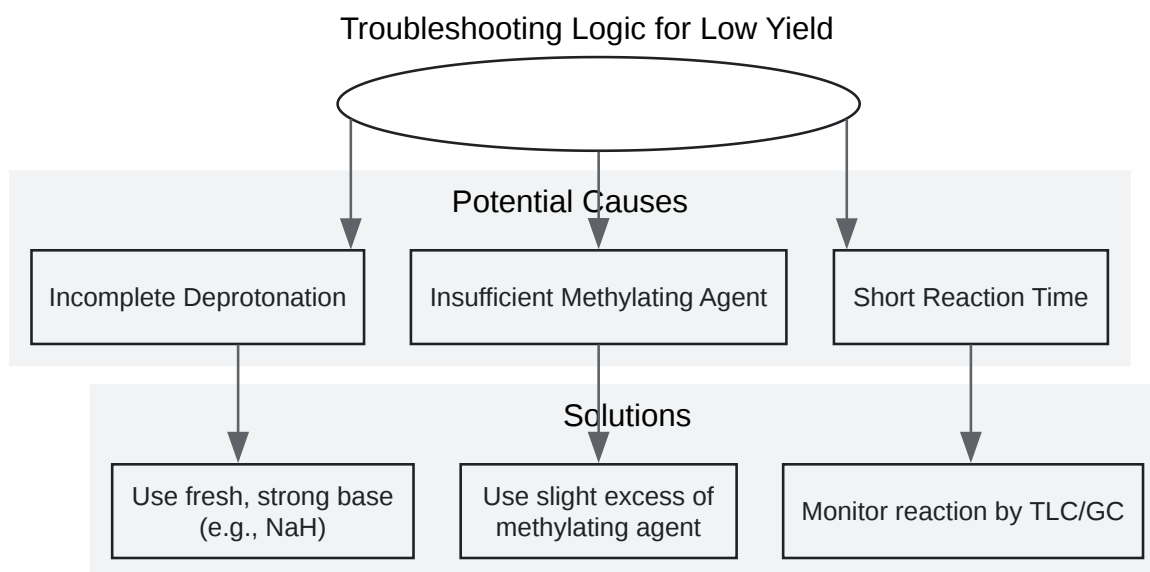 Troubleshooting Logic for Low Yield
Potential Causes
Incomplete Deprotonation
Insufficient Methylating Agent
Short Reaction Time
Solutions
Use fresh, strong base
(e.g., NaH)
Use slight excess of
methylating agent
Monitor reaction by TLC/GC